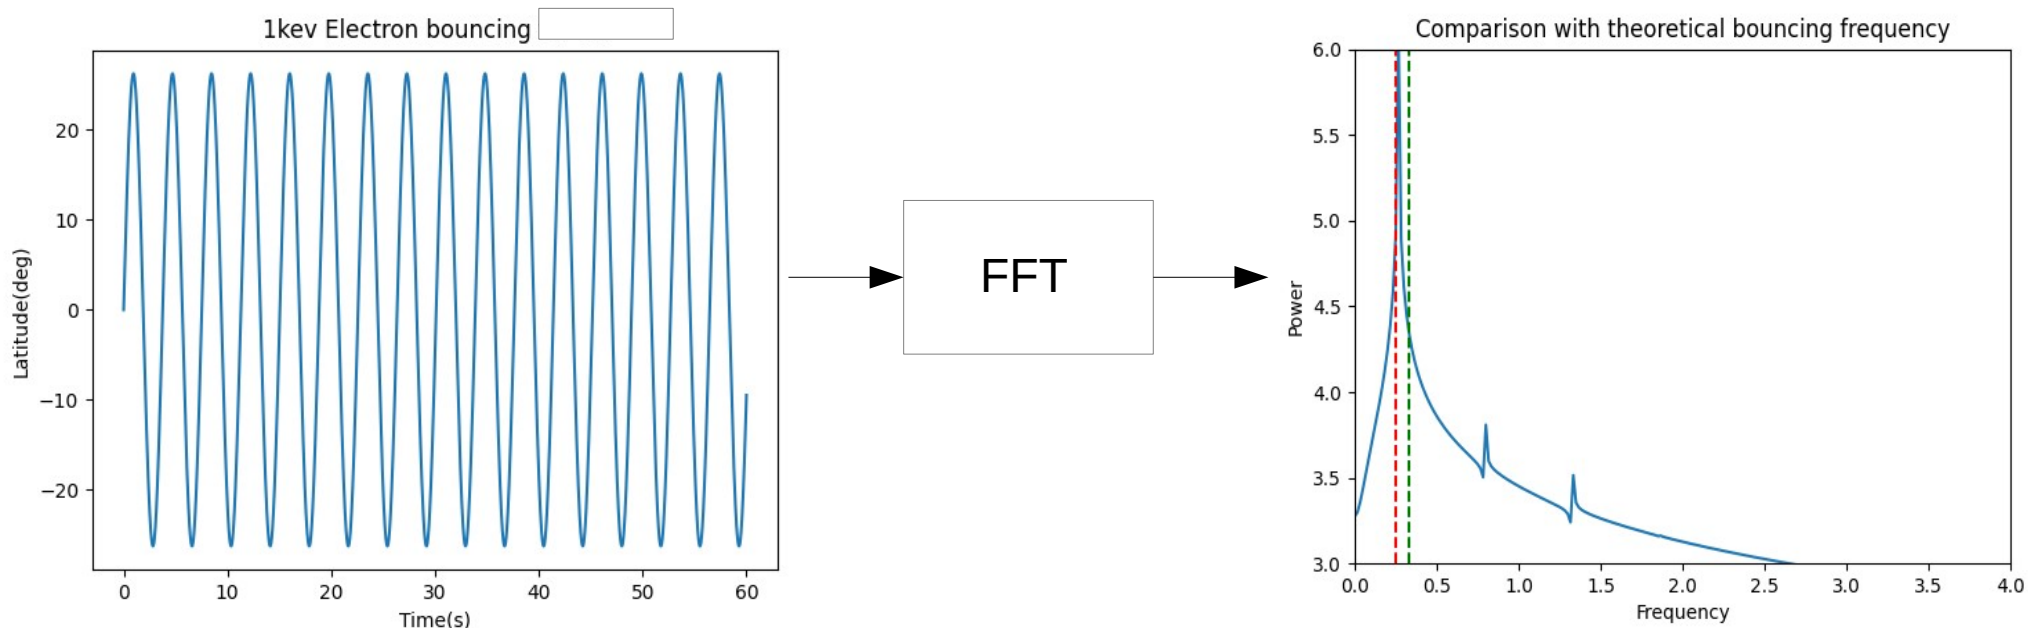 1kev Electron bouncing
Latitude(deg)
20
10
0
−10
−20
0 10 20 30 40 50 60
Time(s)
FFT
Comparison with theoretical bouncing frequency
Power
6.0
5.5
5.0
4.5
4.0
3.5
3.0
0.0 0.5 1.0 1.5 2.0 2.5 3.0 3.5 4.0
Frequency